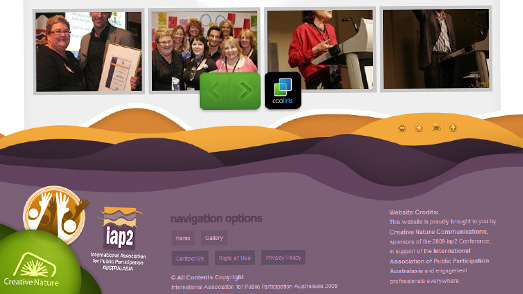 cooliris
iap2
International Association
for Public Participation
AUSTRALASIA
Creative Nature
navigation options
Home
Gallery
Contact Us
Right of Use
Privacy Policy
© All Contents Copyright
International Association for Public Participation Australasia 2009
Website Credits:
This website is proudly brought to you by
Creative Nature Communications,
sponsors of the 2009 iap2 Conference,
in support of the International
Association of Public Participation
Australasia and engagement
professionals everywhere.